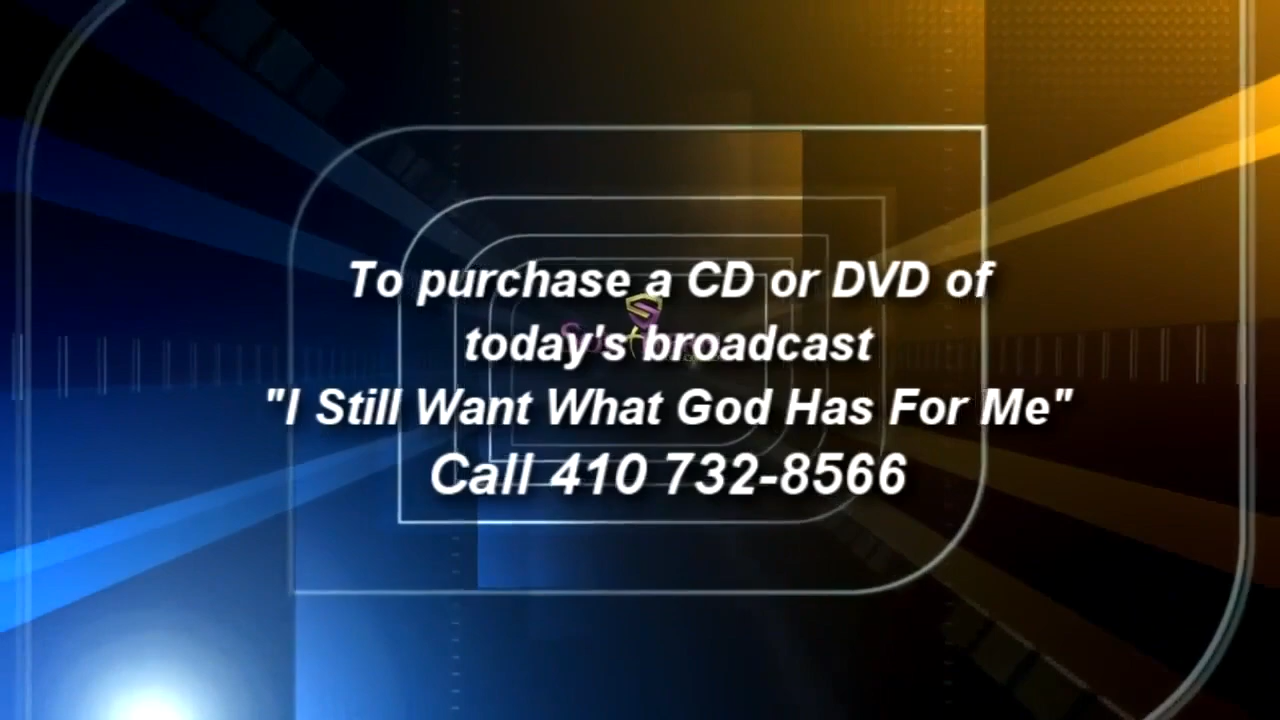 To purchase a CD or DVD of
today's broadcast
"I Still Want What God Has For Me"
Call 410 732-8566